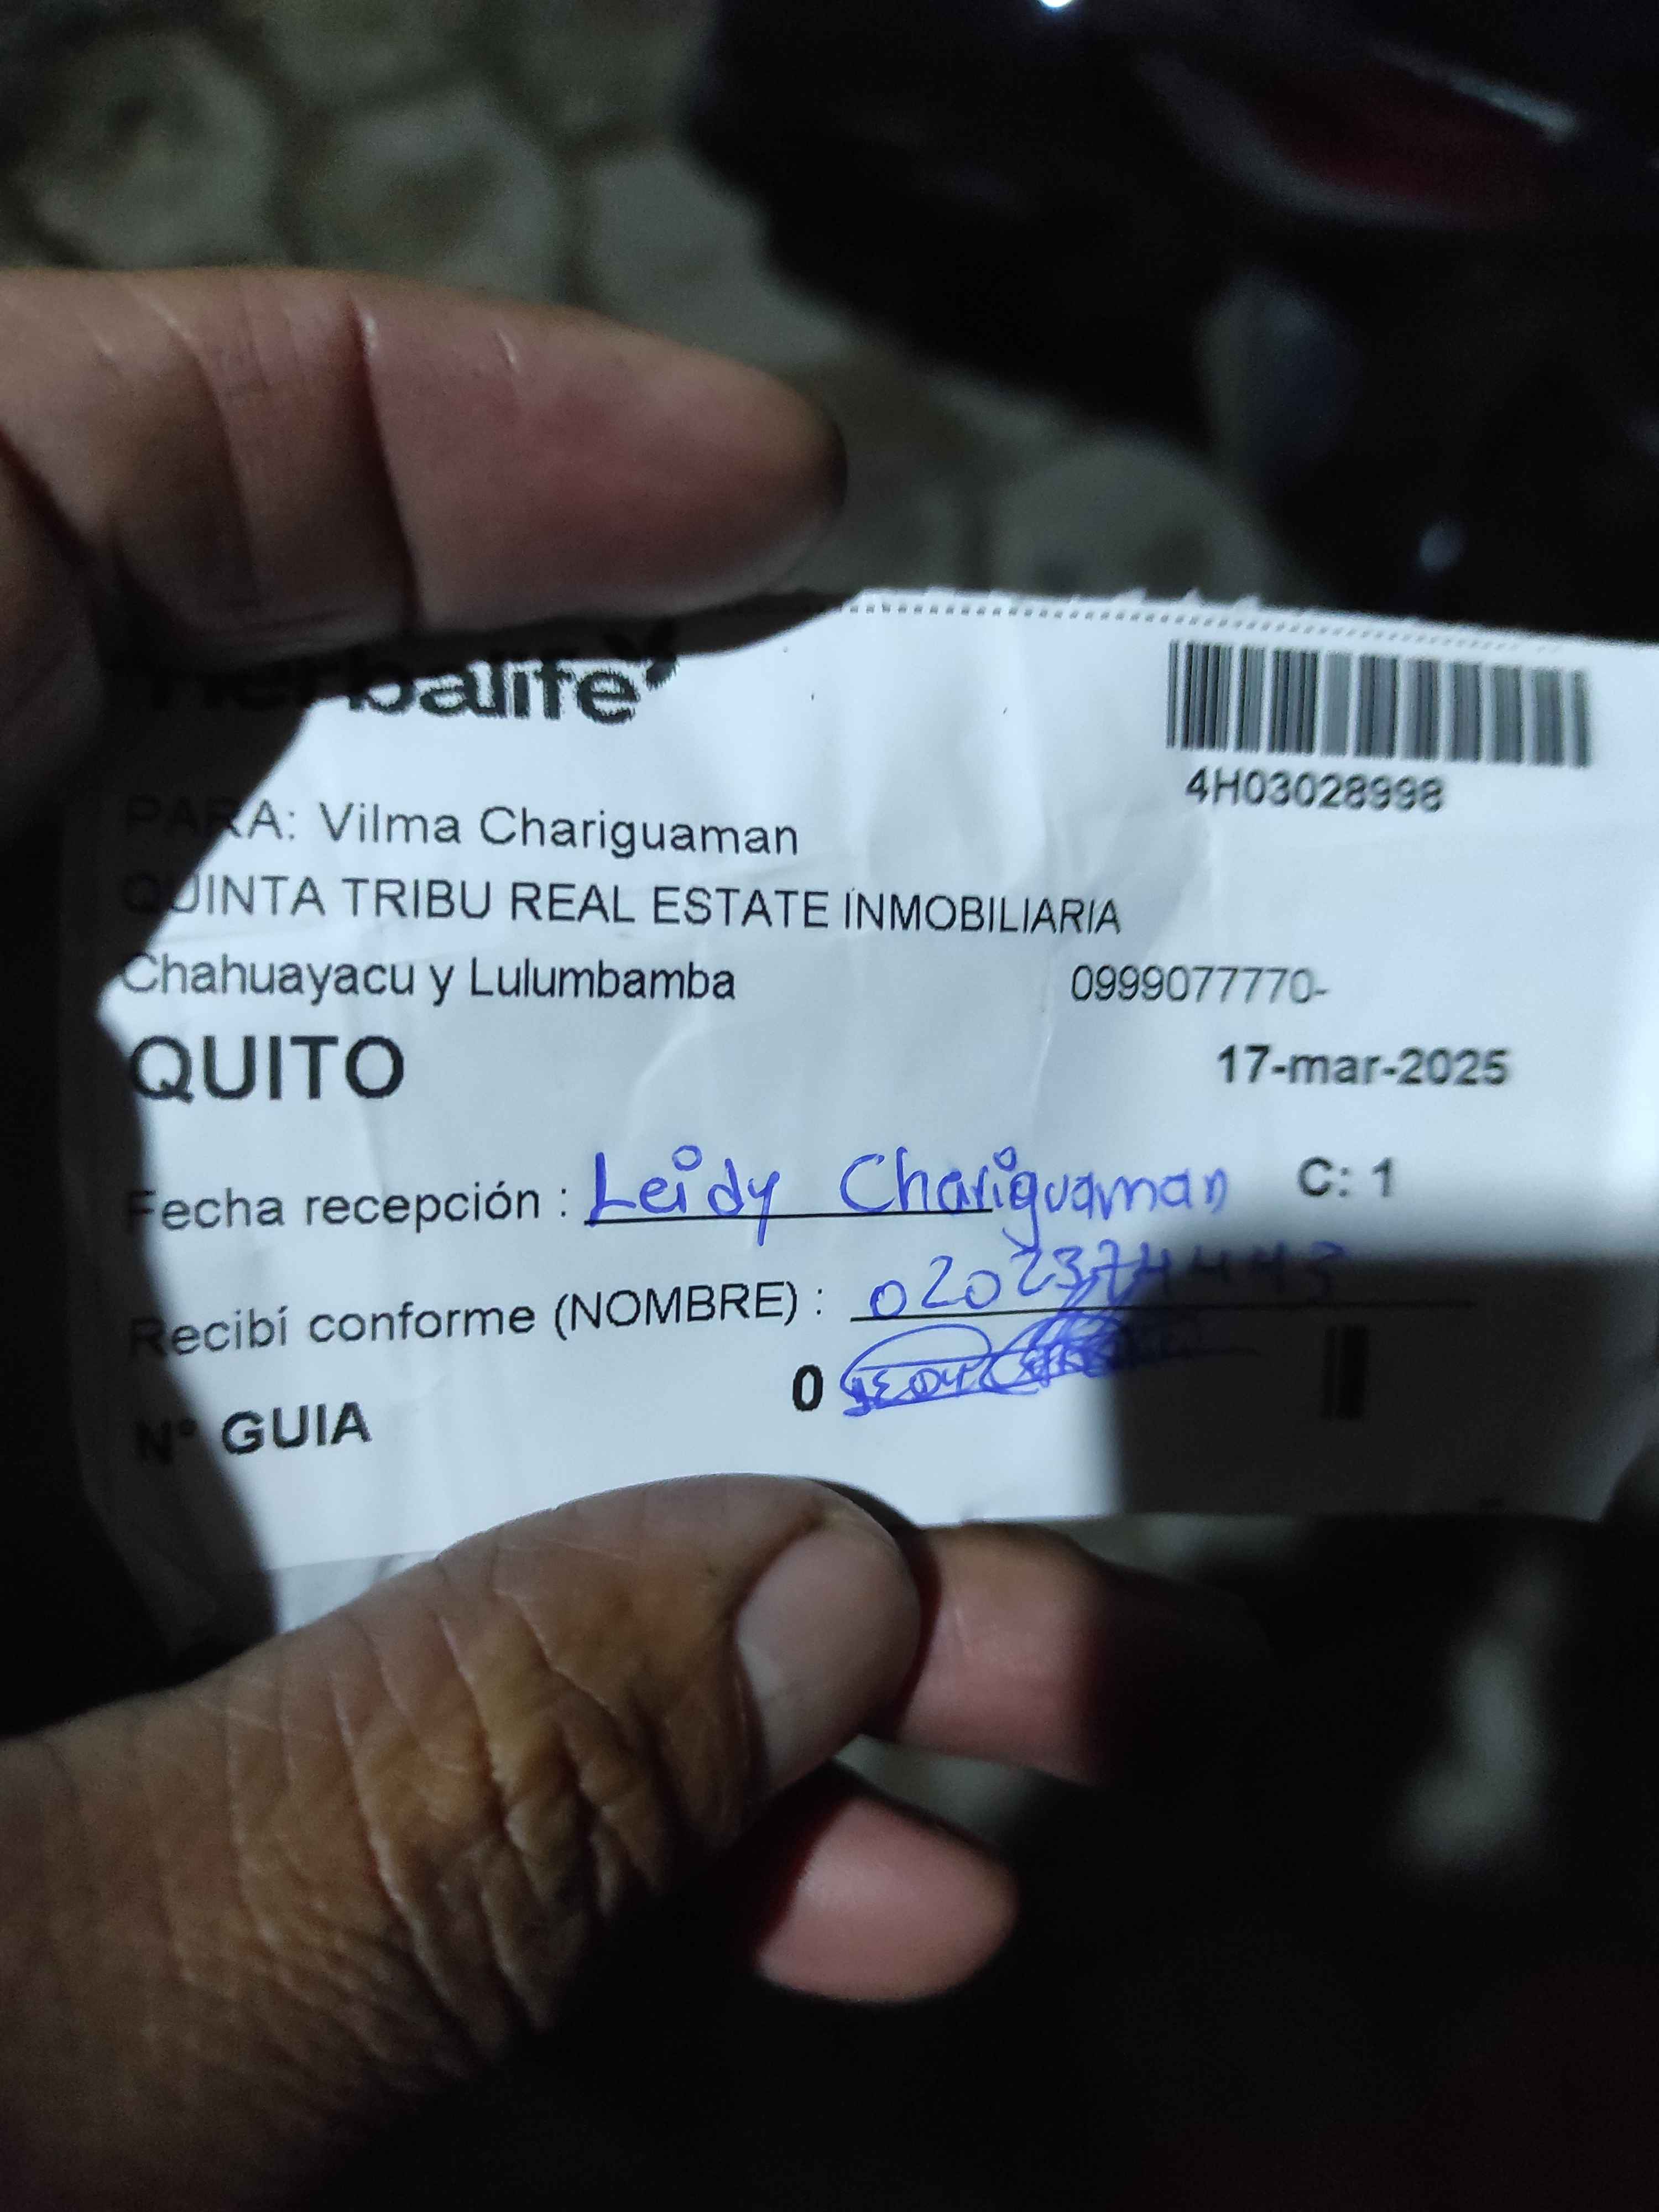 herbalife
4H03028998
PARA: Vilma Chariguaman
QUINTA TRIBU REAL ESTATE INMOBILIARIA
Chahuayacu y Lulumbamba 0999077770-
QUITO 17-mar-2025
Fecha recepción : Leidy Chariguaman C: 1
Recibí conforme (NOMBRE) : 0202374443
N° GUIA 0